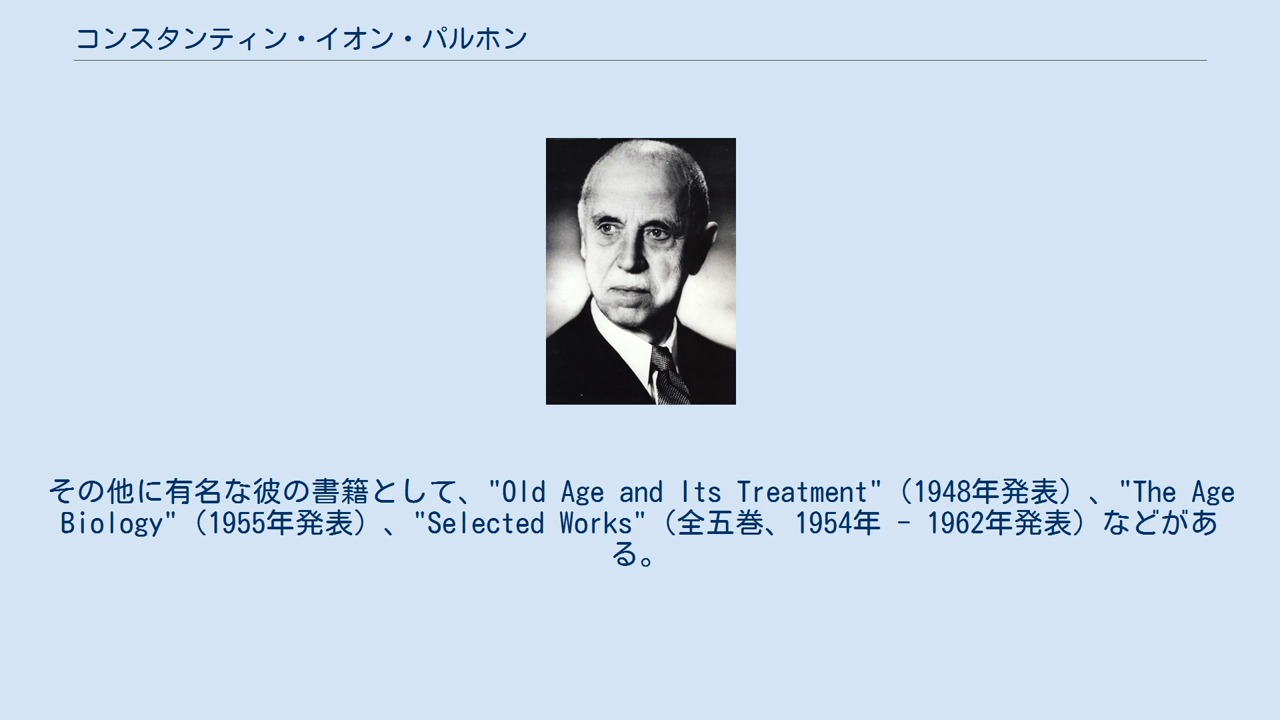 コンスタンティン・イオン・パルホン
その他に有名な彼の書籍として、"Old Age and Its Treatment"（1948年発表）、"The Age
Biology"（1955年発表）、"Selected Works"（全五巻、1954年 - 1962年発表）などがあ
る。